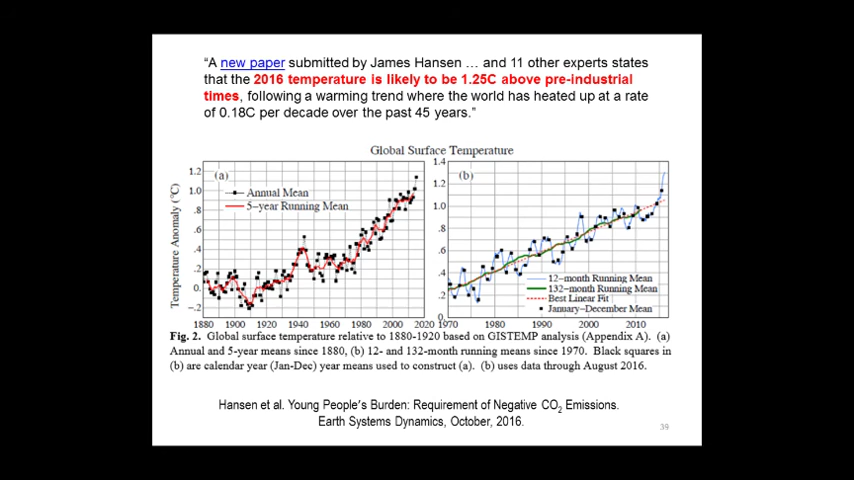 “A new paper submitted by James Hansen … and 11 other experts states
that the 2016 temperature is likely to be 1.25C above pre-industrial
times, following a warming trend where the world has heated up at a rate
of 0.18C per decade over the past 45 years.”
Global Surface Temperature
Temperature Anomaly (°C)
(a)
Annual Mean
5-year Running Mean
1.2
1.0
.8
.6
.4
.2
0.
-.2
1880 1900 1920 1940 1960 1980 2000 2020
(b)
1.4
1.2
1.0
.8
.6
.4
.2
0.
12-month Running Mean
132-month Running Mean
Best Linear Fit
January-December Mean
1970 1980 1990 2000 2010
Fig. 2. Global surface temperature relative to 1880-1920 based on GISTEMP analysis (Appendix A). (a)
Annual and 5-year means since 1880, (b) 12- and 132-month running means since 1970. Black squares in
(b) are calendar year (Jan-Dec) year means used to construct (a). (b) uses data through August 2016.
Hansen et al. Young People's Burden: Requirement of Negative CO2 Emissions.
Earth Systems Dynamics, October, 2016.
39